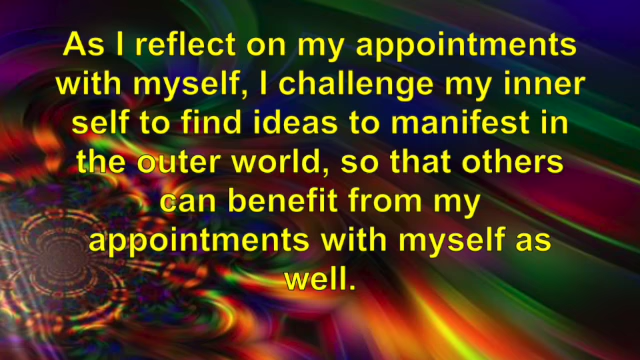 As I reflect on my appointments
with myself, I challenge my inner
self to find ideas to manifest in
the outer world, so that others
can benefit from my
appointments with myself as
well.